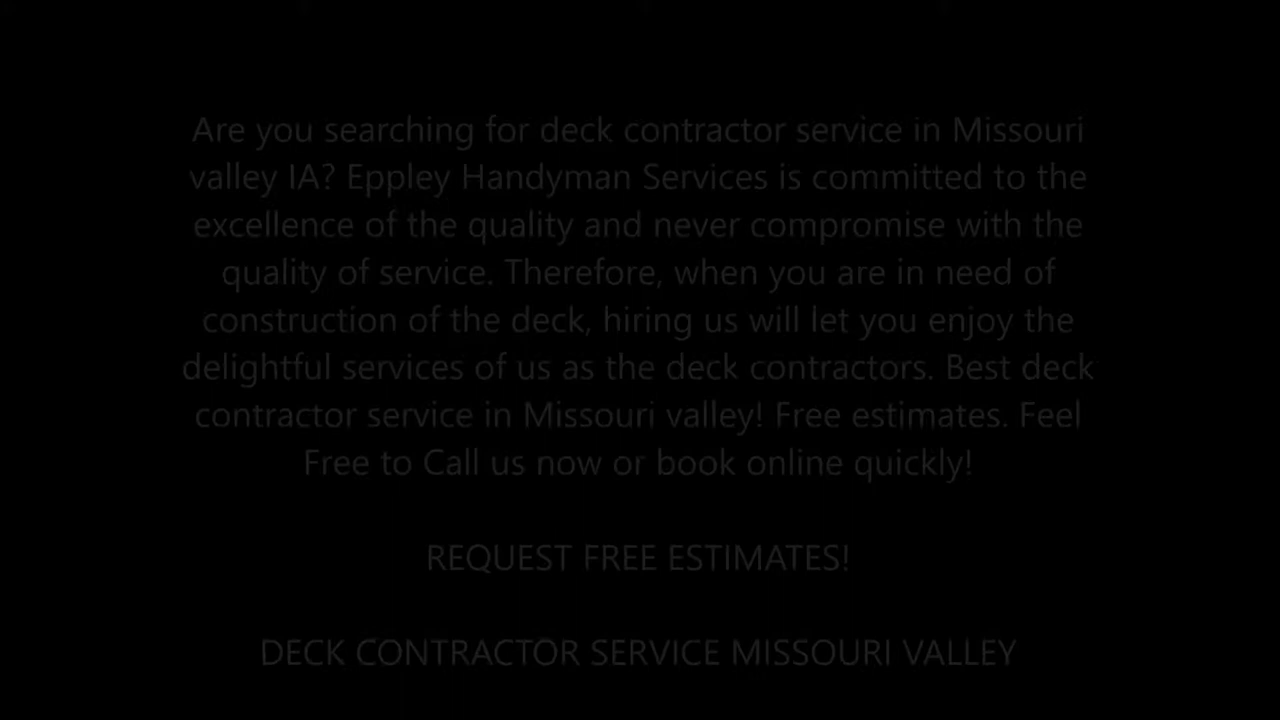 Are you searching for deck contractor service in Missouri
valley IA? Eppley Handyman Services is committed to the
excellence of the quality and never compromise with the
quality of service. Therefore, when you are in need of
construction of the deck, hiring us will let you enjoy the
delightful services of us as the deck contractors. Best deck
contractor service in Missouri valley! Free estimates. Feel
Free to Call us now or book online quickly!
REQUEST FREE ESTIMATES!
DECK CONTRACTOR SERVICE MISSOURI VALLEY